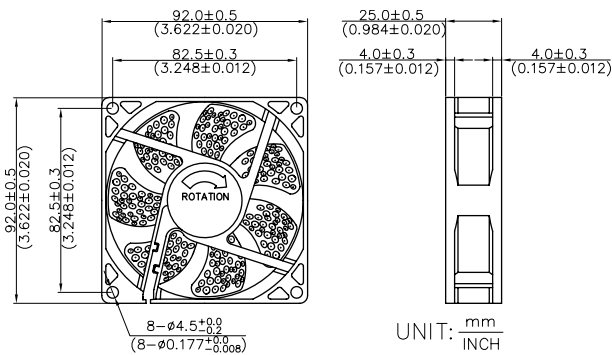 92.0±0.5
(3.622±0.020)
82.5±0.3
(3.248±0.012)
25.0±0.5
(0.984±0.020)
4.0±0.3
(0.157±0.012)
4.0±0.3
(0.157±0.012)
92.0±0.5
(3.622±0.020)
82.5±0.3
(3.248±0.012)
ROTATION
8-ø4.5+0.0 -0.2
(8-ø0.177+0.0 -0.008)
UNIT: mm
INCH